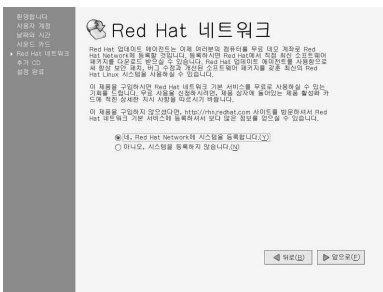 환영합니다
사용자 계정
날짜와 시간
사운드 카드
▸ Red Hat 네트워크
추가 CD
설정 완료
Red Hat 네트워크
Red Hat 업데이트 에이전트는 이제 여러분의 컴퓨터를 무료 데모 계좌로 Red
Hat Network에 등록할 것입니다. 등록하시면 Red Hat에서 직접 최신 소프트웨어
패키지를 다운로드 받으실 수 있습니다. Red Hat 업데이트 에이전트를 사용함으로
써 항상 보안 패치, 버그 수정과 개선된 소프트웨어 패키지를 갖춘 최신의 Red
Hat Linux 시스템을 사용하실 수 있습니다.
이 제품을 구입하시면 Red Hat 네트워크 기본 서비스를 무료로 사용하실 수 있는
기회를 드립니다. 무료 사용을 신청하시려면, 제품 상자에 들어있는 제품 활성화 카
드에 적힌 상세한 지시 사항을 따르시기 바랍니다.
이 제품을 구입하지 않으셨다면, http://rhn.redhat.com 사이트를 방문하셔서 Red
Hat 네트워크 기본 서비스에 등록하셔서 보다 많은 정보를 얻으실 수 있습니다.
네, Red Hat Network에 시스템을 등록합니다.(Y)
아니오, 시스템을 등록하지 않습니다.(N)
뒤로(B) 앞으로(F)